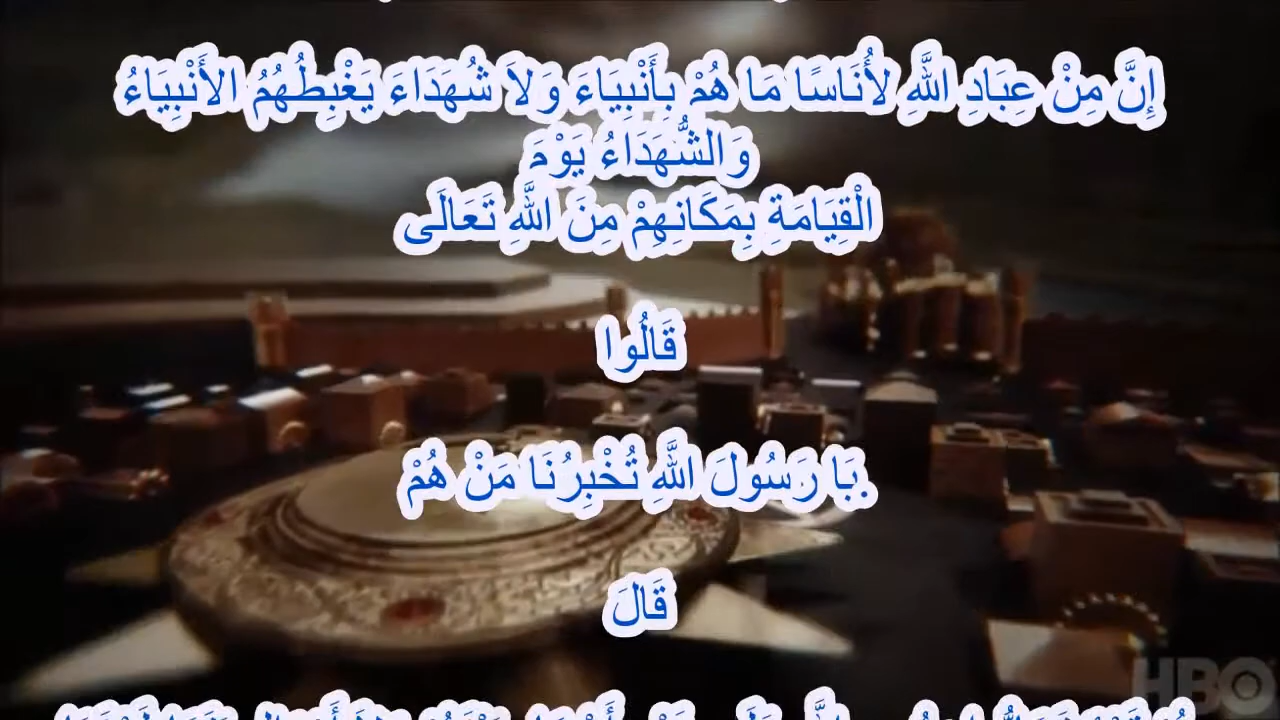 إِنَّ مِنْ عِبَادِ اللَّهِ لأُنَاسًا مَا هُمْ بِأَنْبِيَاءَ وَلاَ شُهَدَاءَ يَغْبِطُهُمُ الأَنْبِيَاءُ
وَالشُّهَدَاءُ يَوْمَ
الْقِيَامَةِ بِمَكَانِهِمْ مِنَ اللَّهِ تَعَالَى
قَالُوا
يَا رَسُولَ اللَّهِ تُخْبِرُنَا مَنْ هُمْ.
قَالَ
HBO